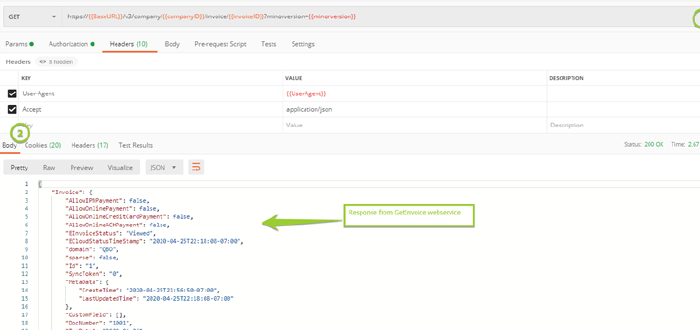 GET https://{{baseURL}}/v3/company/{{companyID}}/invoice/{{invoiceID}}?minorversion={{minorversion}}
Params Authorization Headers (10) Body Pre-request Script Tests Settings
Headers 8 hidden
KEY VALUE DESCRIPTION
User-Agent {{UserAgent}}
Accept application/json
Key Value Description
2
Body Cookies (20) Headers (17) Test Results Status: 200 OK Time: 2.67
Pretty Raw Preview Visualize JSON
1 {
2 "Invoice": {
3 "AllowIPNPayment": false,
4 "AllowOnlinePayment": false,
5 "AllowOnlineCreditCardPayment": false,
6 "AllowOnlineACHPayment": false,
7 "EInvoiceStatus": "Viewed",
8 "ECloudStatusTimeStamp": "2020-04-25T22:18:08-07:00",
9 "domain": "QBO",
10 "sparse": false,
11 "Id": "1",
12 "SyncToken": "0",
13 "MetaData": {
14 "CreateTime": "2020-04-25T21:56:50-07:00",
15 "LastUpdatedTime": "2020-04-25T22:18:08-07:00"
16 },
17 "CustomField": [],
18 "DocNumber": "1001",
Response from GetInvoice webservice